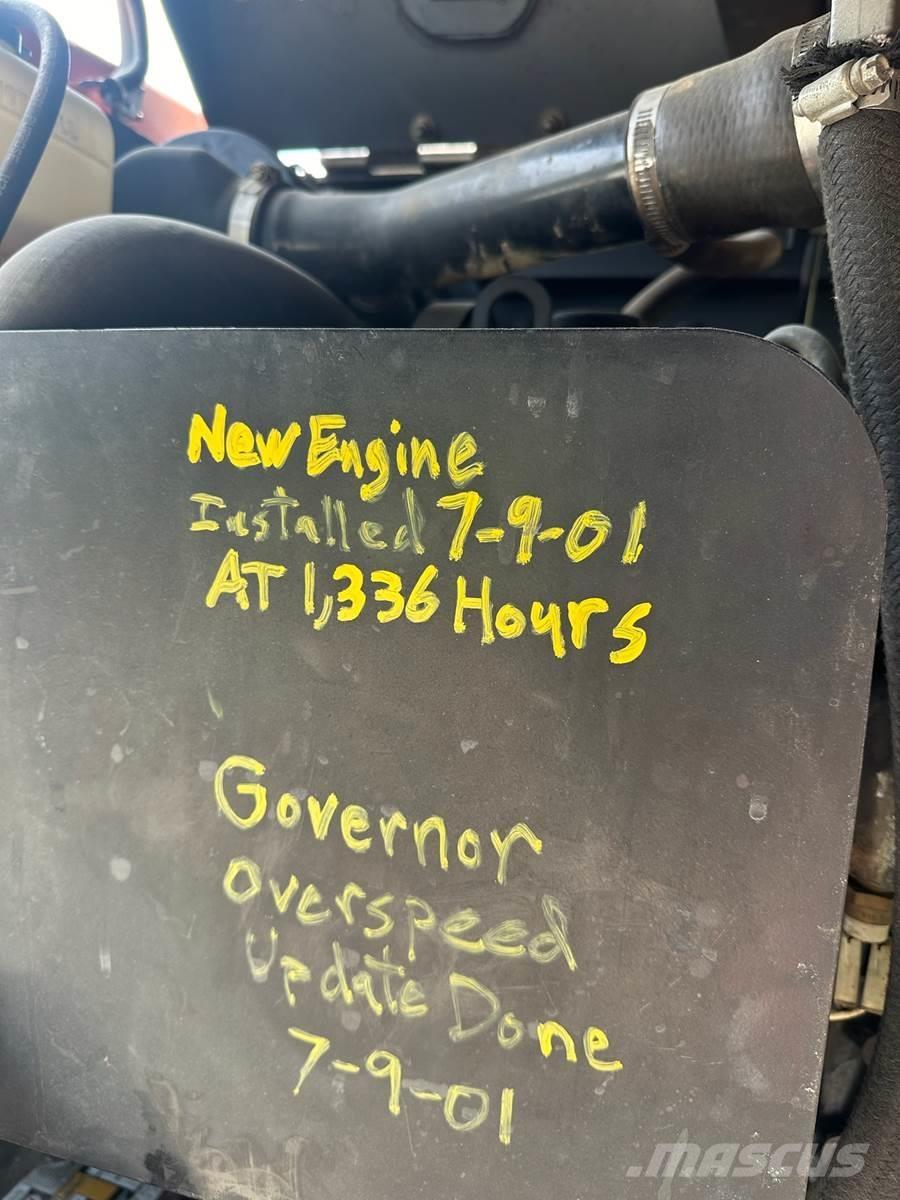 New Engine
Installed 7-9-01
AT 1,336 Hours
Governor
Overspeed
Update Done
7-9-01
MASCUS